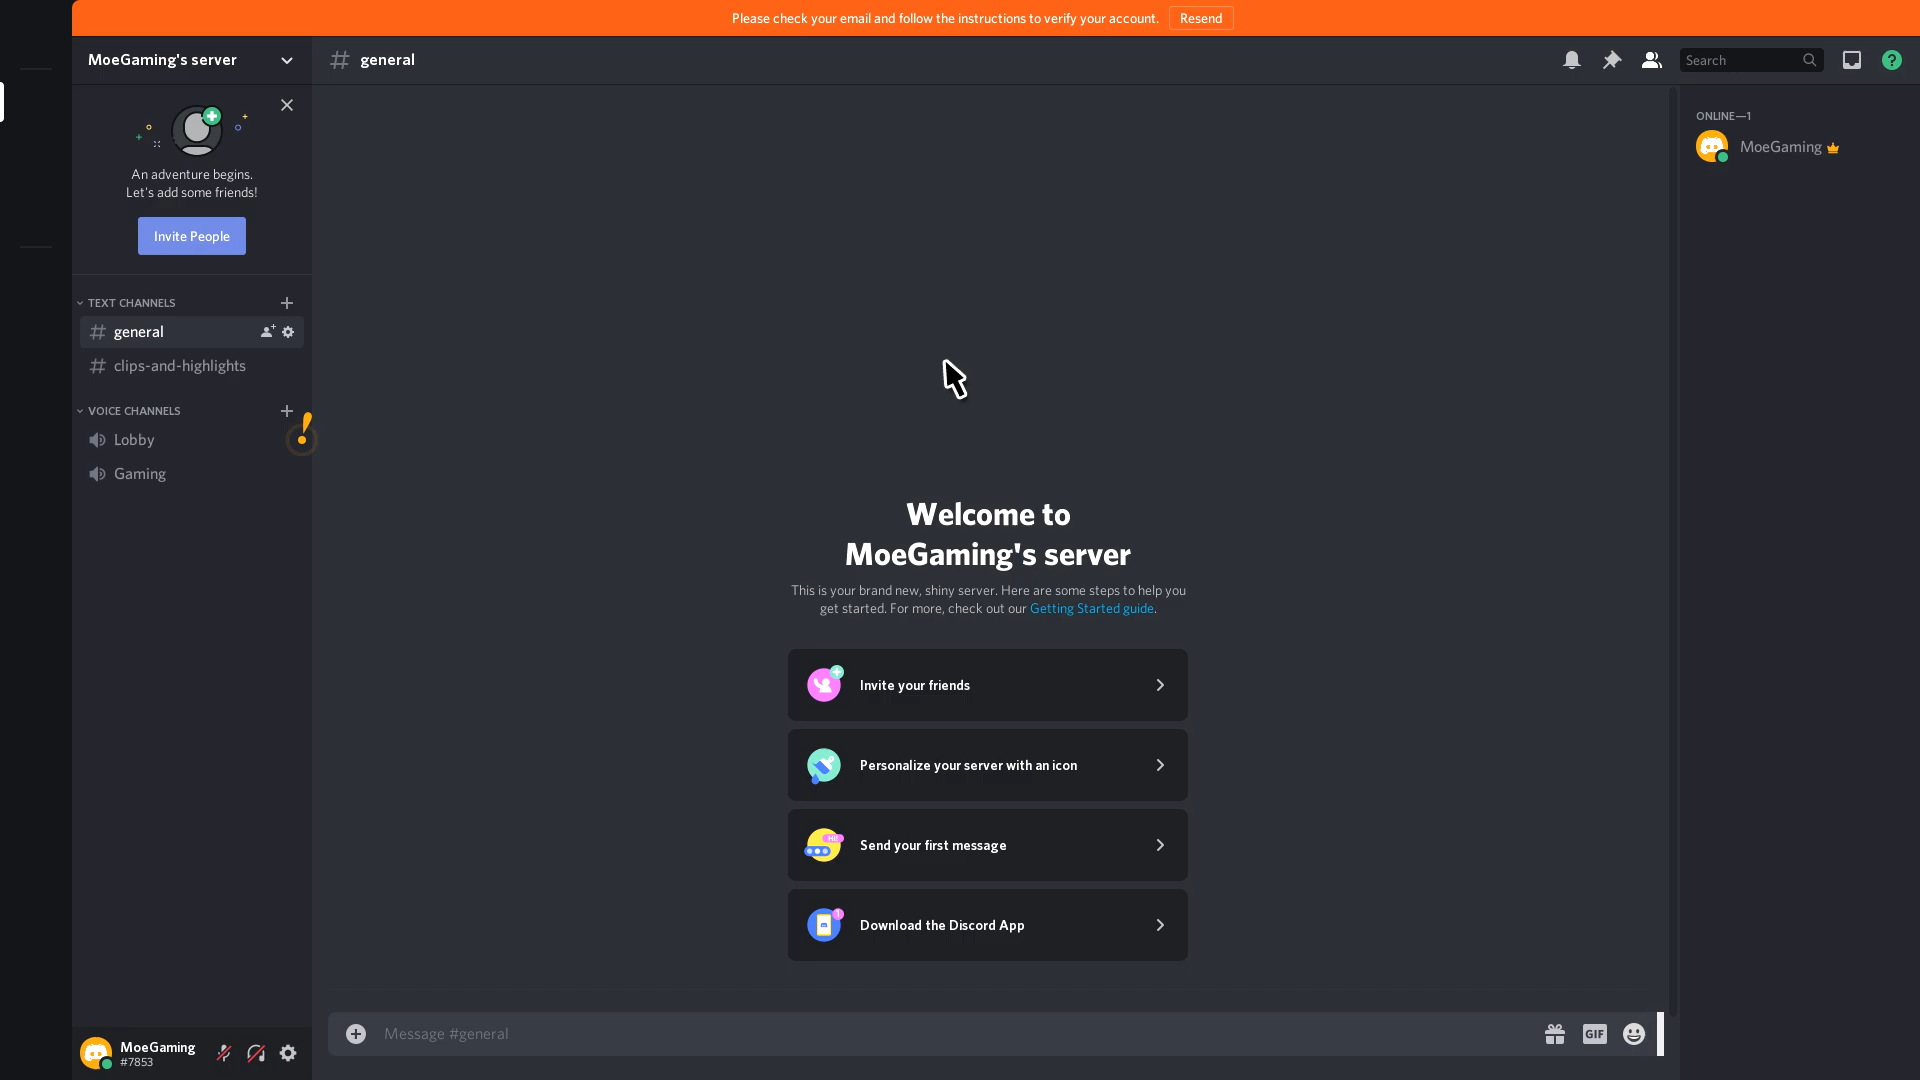 Please check your email and follow the instructions to verify your account.
Resend
MoeGaming's server
general
Search
An adventure begins.
Let's add some friends!
Invite People
TEXT CHANNELS
general
clips-and-highlights
VOICE CHANNELS
Lobby
Gaming
Welcome to
MoeGaming's server
This is your brand new, shiny server. Here are some steps to help you
get started. For more, check out our Getting Started guide.
Invite your friends
Personalize your server with an icon
Hi!
Send your first message
1
Download the Discord App
Message #general
GIF
MoeGaming
#7853
ONLINE—1
MoeGaming